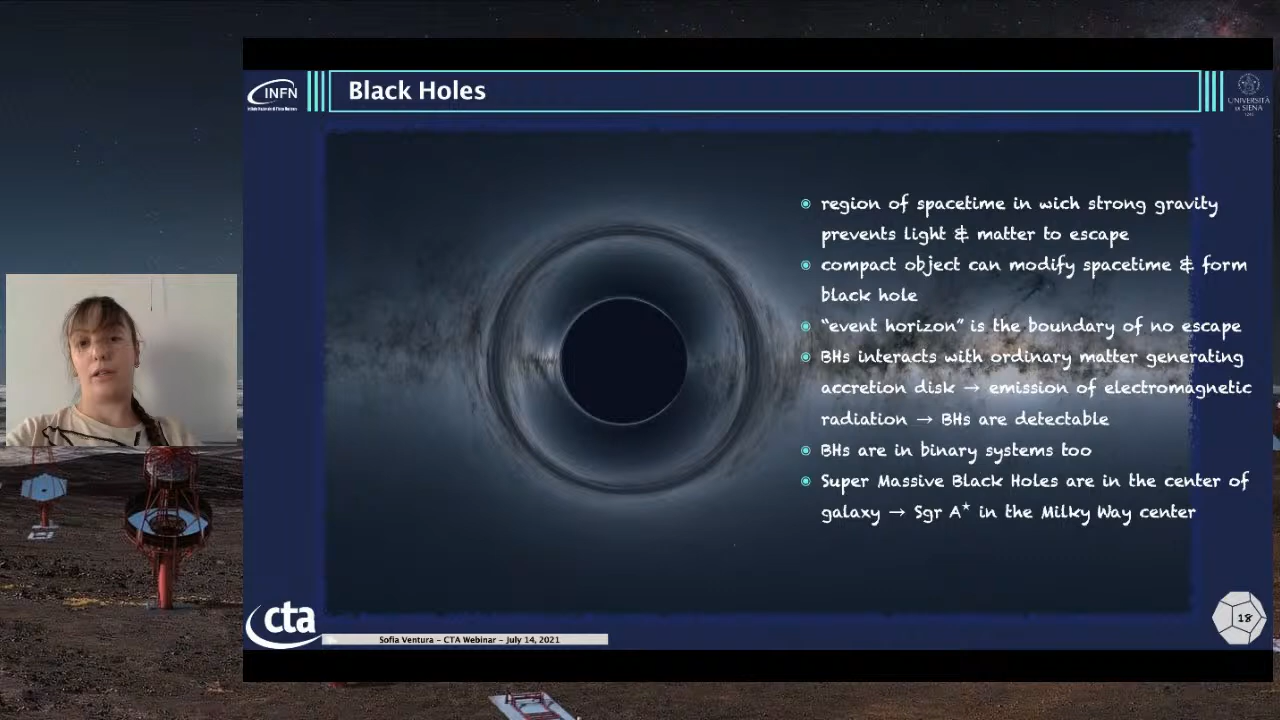 INFN
Black Holes
UNIVERSITÀ
DI SIENA
1240
region of spacetime in wich strong gravity
prevents light & matter to escape
compact object can modify spacetime & form
black hole
“event horizon” is the boundary of no escape
BHs interacts with ordinary matter generating
accretion disk → emission of electromagnetic
radiation → BHs are detectable
BHs are in binary systems too
Super Massive Black Holes are in the center of
galaxy → Sgr A* in the Milky Way center
cta
Sofia Ventura – CTA Webinar – July 14, 2021
18